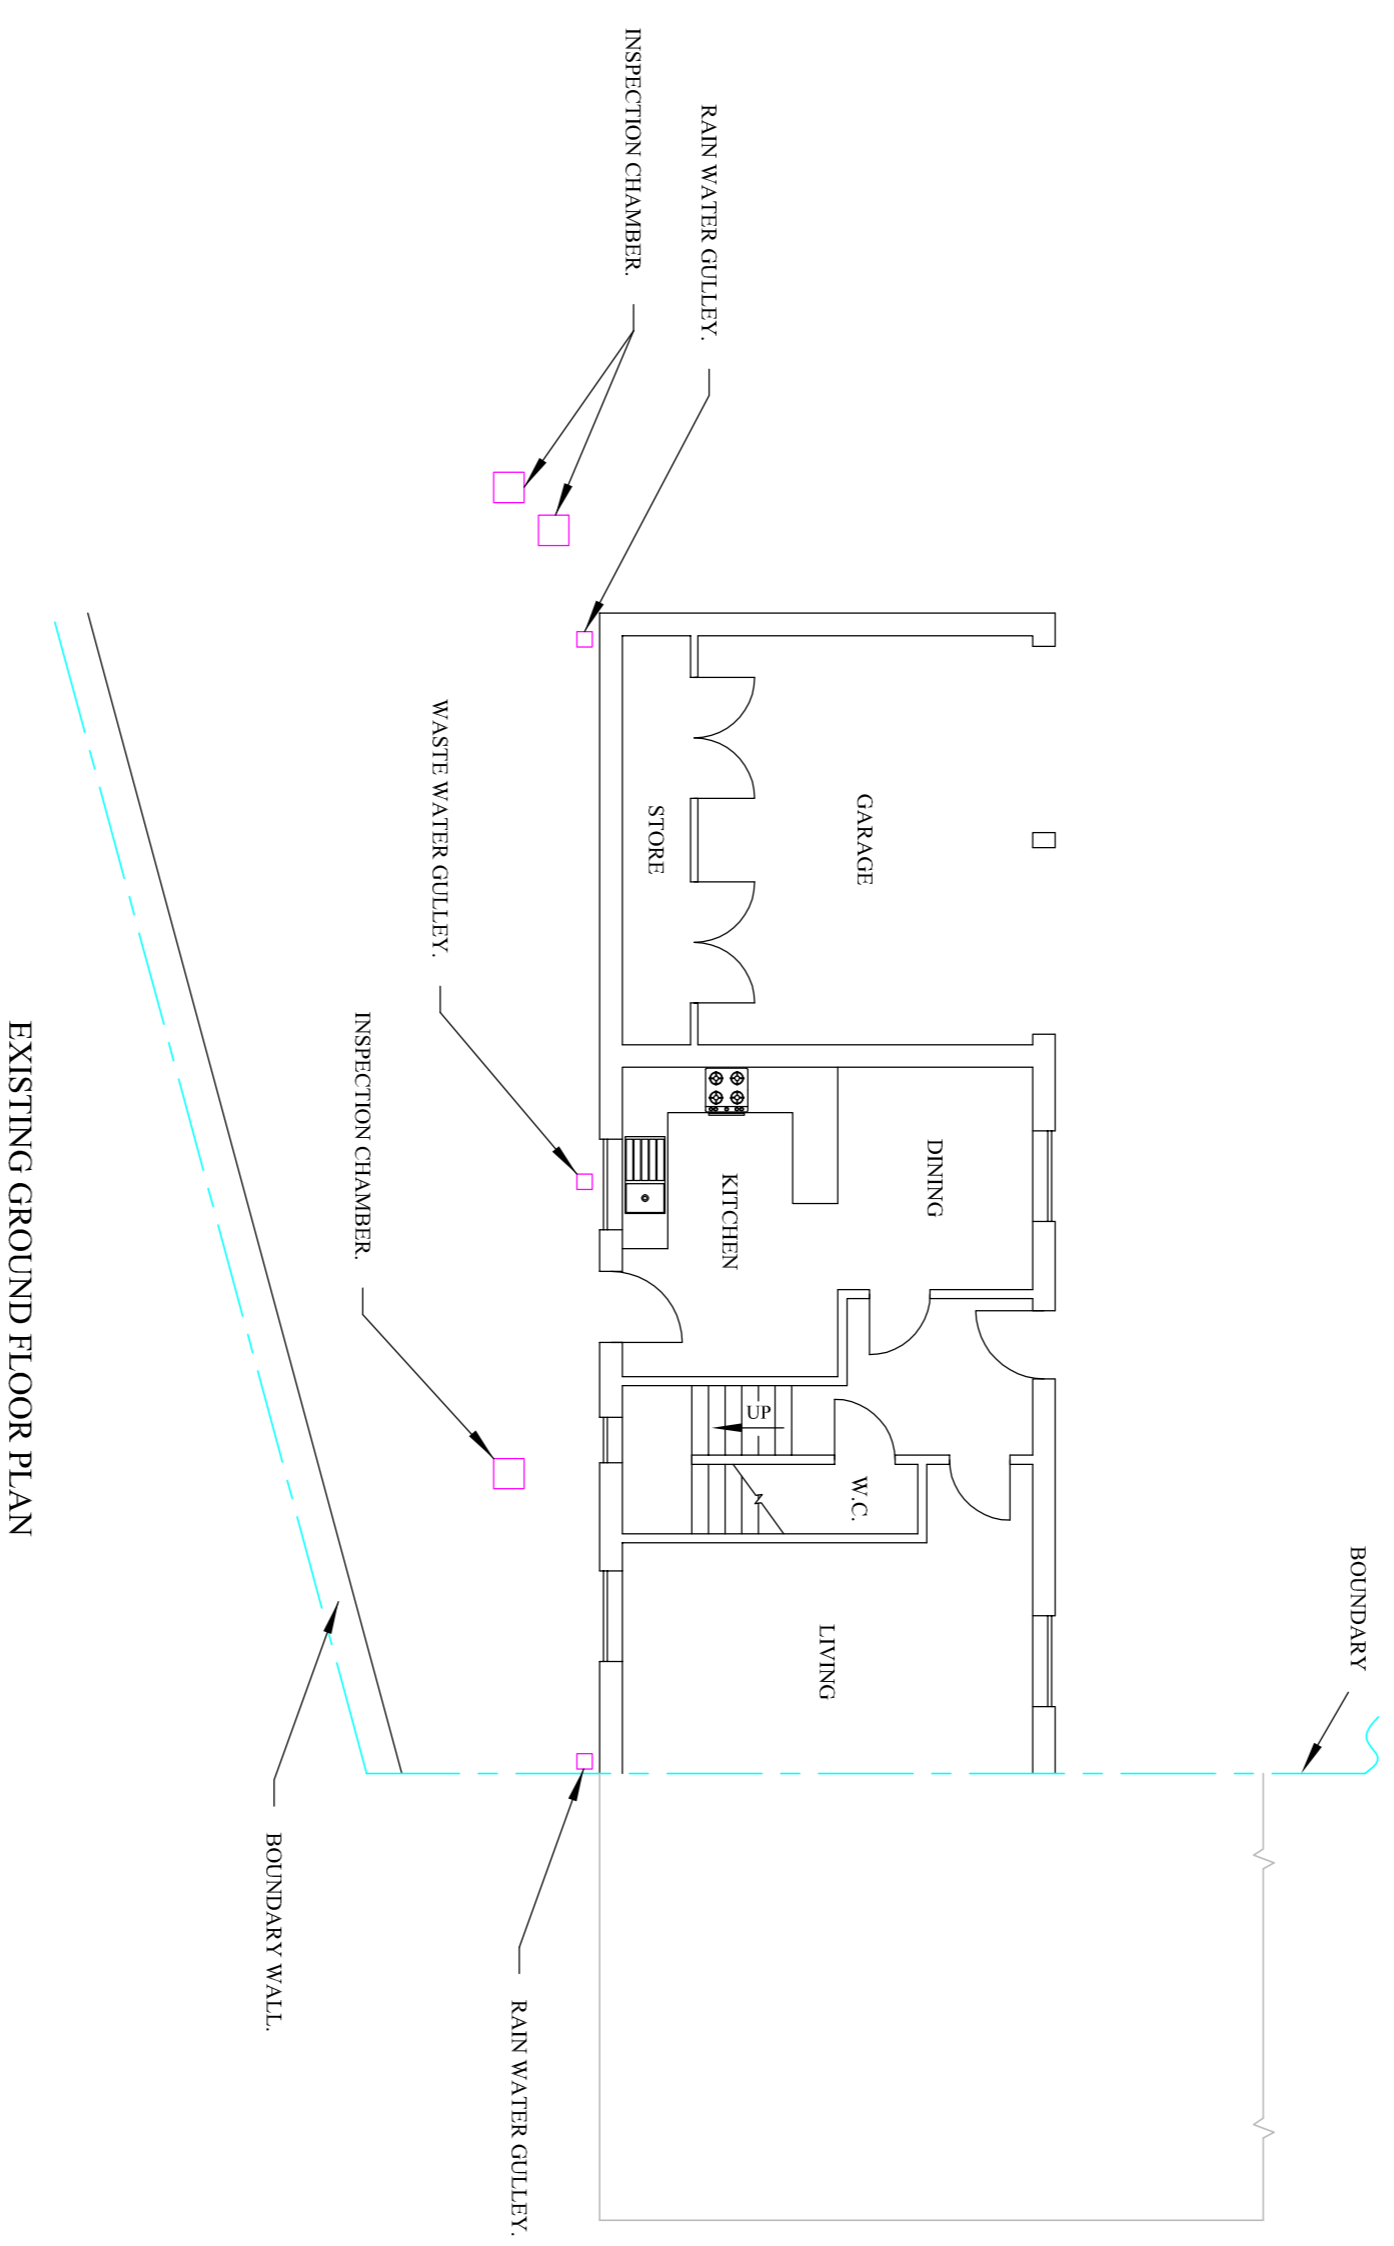 BOUNDARY
DINING
GARAGE
W.C.
LIVING
UP
KITCHEN
RAIN WATER GULLEY.
STORE
INSPECTION CHAMBER.
RAIN WATER GULLEY.
WASTE WATER GULLEY.
INSPECTION CHAMBER.
BOUNDARY WALL.
EXISTING GROUND FLOOR PLAN